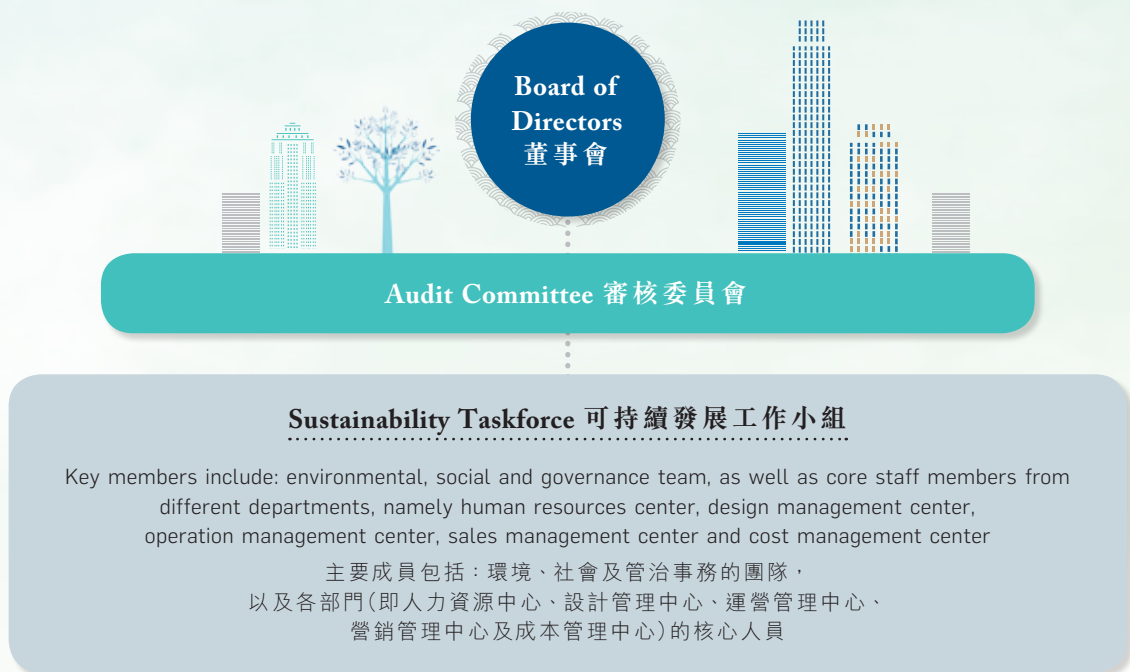 Board of
Directors
董事會
Audit Committee 審核委員會
Sustainability Taskforce 可持續發展工作小組
Key members include: environmental, social and governance team, as well as core staff members from
different departments, namely human resources center, design management center,
operation management center, sales management center and cost management center
主要成員包括：環境、社會及管治事務的團隊，
以及各部門(即人力資源中心、設計管理中心、運營管理中心、
營銷管理中心及成本管理中心)的核心人員